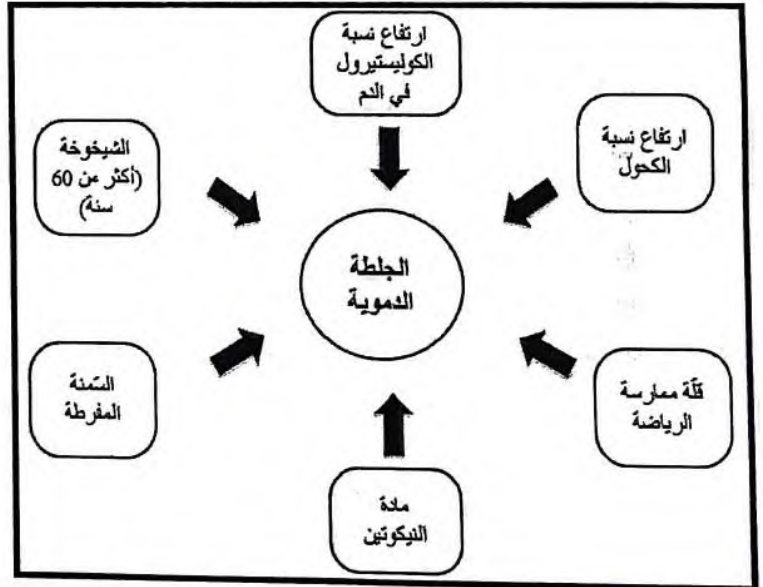 ارتفاع نسبة
الكوليستيرول
في الدم
ارتفاع نسبة
الكحول
الشيخوخة
(أكثر من 60
سنة)
الجلطة
الدموية
السّمنة
المفرطة
قلّة ممارسة
الرياضة
مادة
النيكوتين